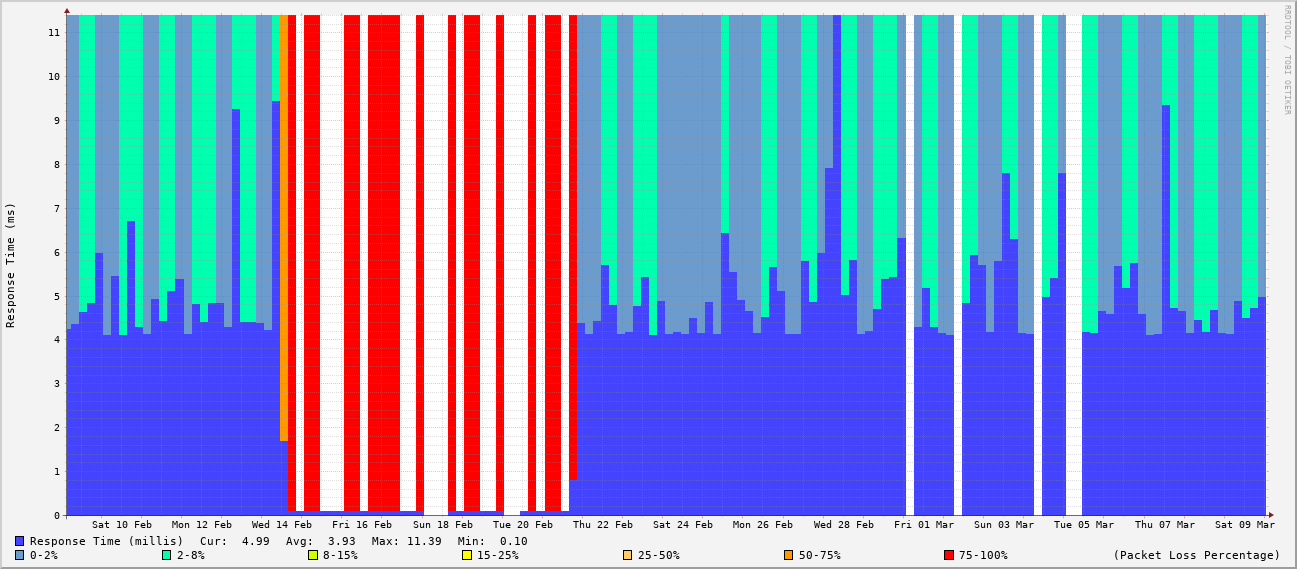 RRDTOOL / TOBI OETIKER
Response Time (ms)
11
10
9
8
7
6
5
4
3
2
1
0
Sat 10 Feb Mon 12 Feb Wed 14 Feb Fri 16 Feb Sun 18 Feb Tue 20 Feb Thu 22 Feb Sat 24 Feb Mon 26 Feb Wed 28 Feb Fri 01 Mar Sun 03 Mar Tue 05 Mar Thu 07 Mar Sat 09 Mar
Response Time (millis) Cur: 4.99 Avg: 3.93 Max: 11.39 Min: 0.10
0-2% 2-8% 8-15% 15-25% 25-50% 50-75% 75-100% (Packet Loss Percentage)